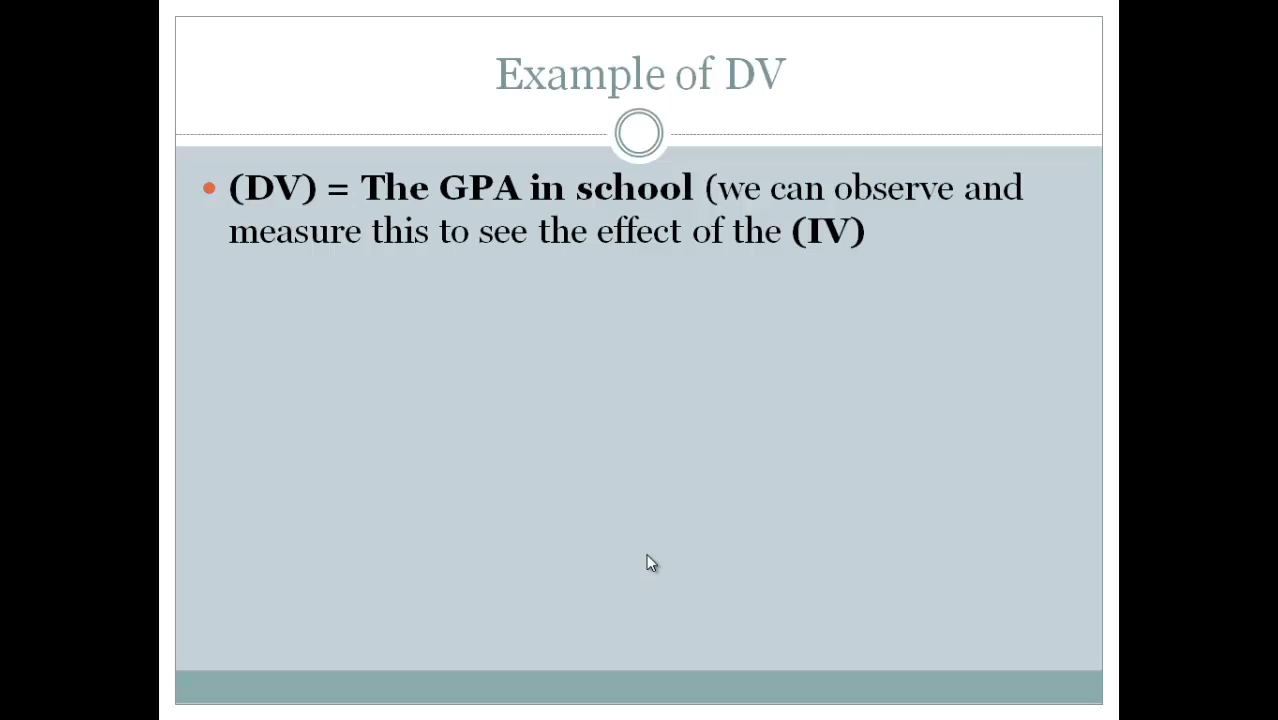 Example of DV
(DV) = The GPA in school (we can observe and
measure this to see the effect of the (IV)